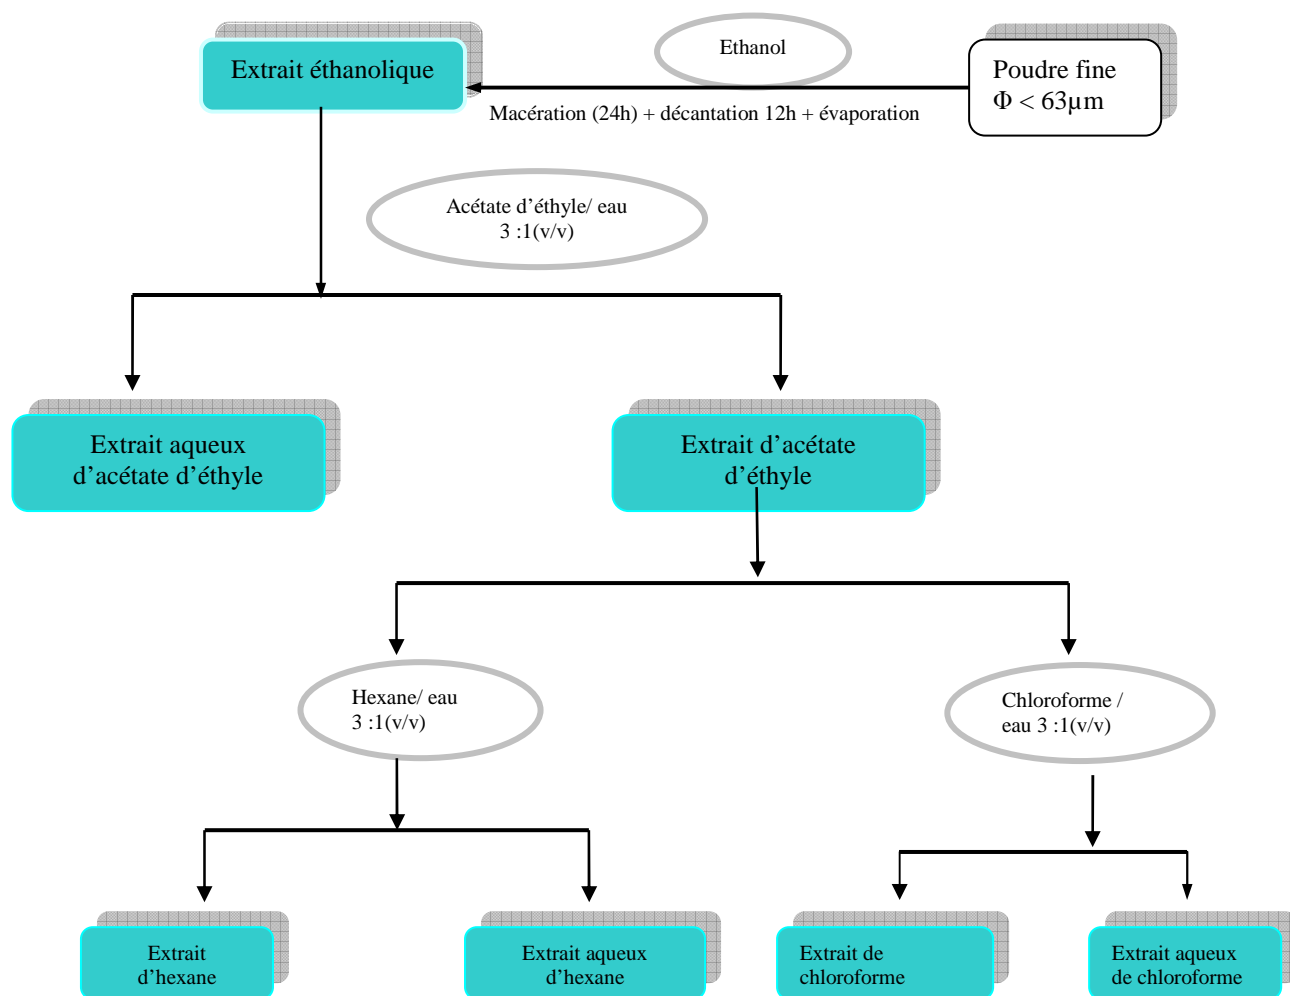 Extrait éthanolique
Ethanol
Poudre fine
Φ < 63µm
Macération (24h) + décantation 12h + évaporation
Acétate d’éthyle/ eau
3 :1(v/v)
Extrait aqueux
d’acétate d’éthyle
Extrait d’acétate
d’éthyle
Hexane/ eau
3 :1(v/v)
Chloroforme /
eau 3 :1(v/v)
Extrait
d’hexane
Extrait aqueux
d’hexane
Extrait de
chloroforme
Extrait aqueux
de chloroforme